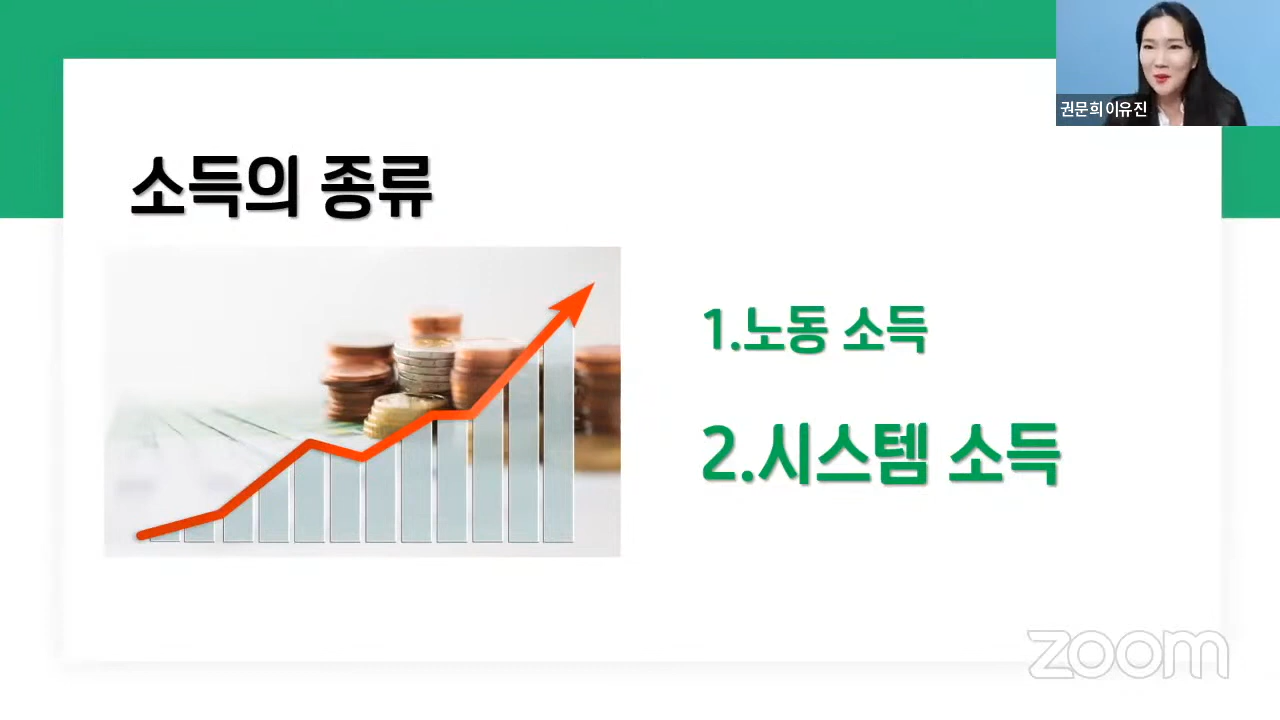 권문희 이유진
소득의 종류
1.노동 소득
2.시스템 소득
zoom